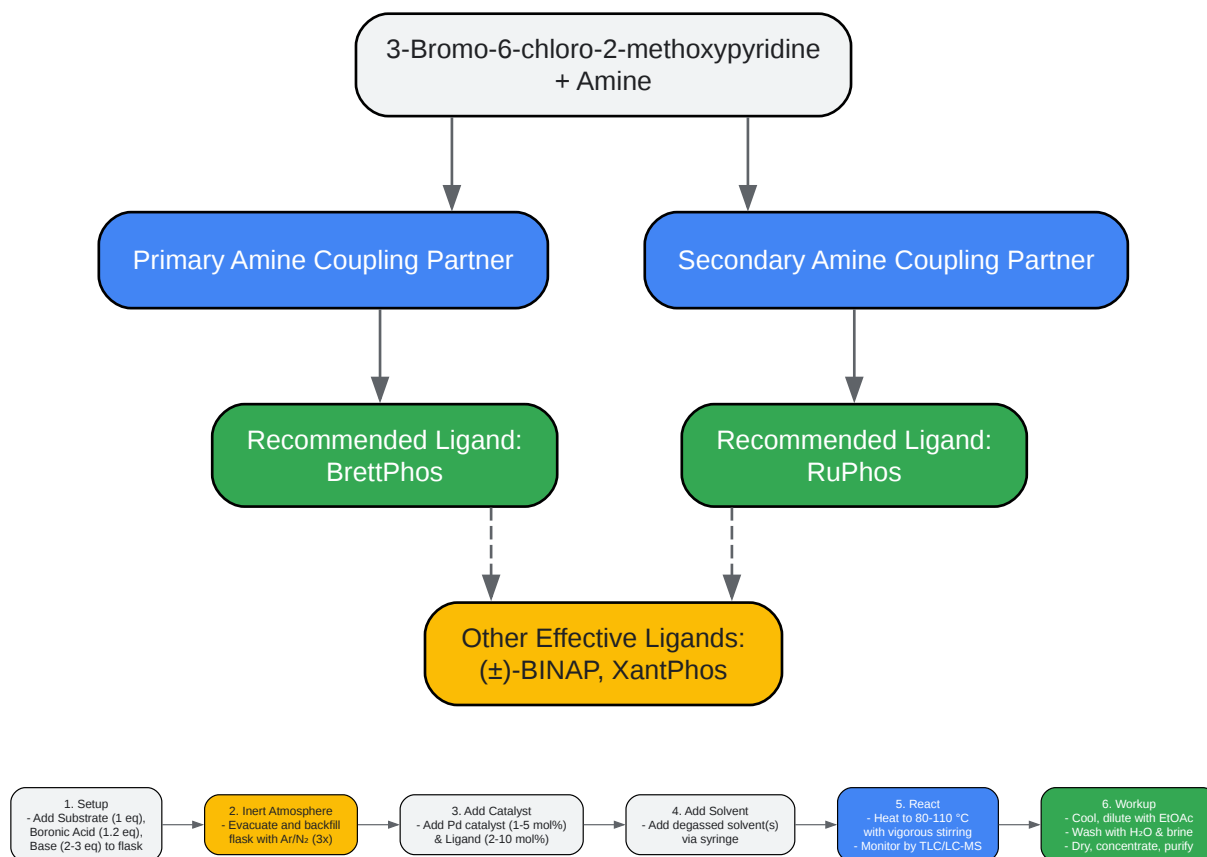 3-Bromo-6-chloro-2-methoxypyridine
+ Amine
Primary Amine Coupling Partner
Secondary Amine Coupling Partner
Recommended Ligand:
BrettPhos
Recommended Ligand:
RuPhos
Other Effective Ligands:
(±)-BINAP, XantPhos
1. Setup
- Add Substrate (1 eq),
Boronic Acid (1.2 eq),
Base (2-3 eq) to flask
2. Inert Atmosphere
- Evacuate and backfill
flask with Ar/N₂ (3x)
3. Add Catalyst
- Add Pd catalyst (1-5 mol%)
& Ligand (2-10 mol%)
4. Add Solvent
- Add degassed solvent(s)
via syringe
5. React
- Heat to 80-110 °C
with vigorous stirring
- Monitor by TLC/LC-MS
6. Workup
- Cool, dilute with EtOAc
- Wash with H₂O & brine
- Dry, concentrate, purify